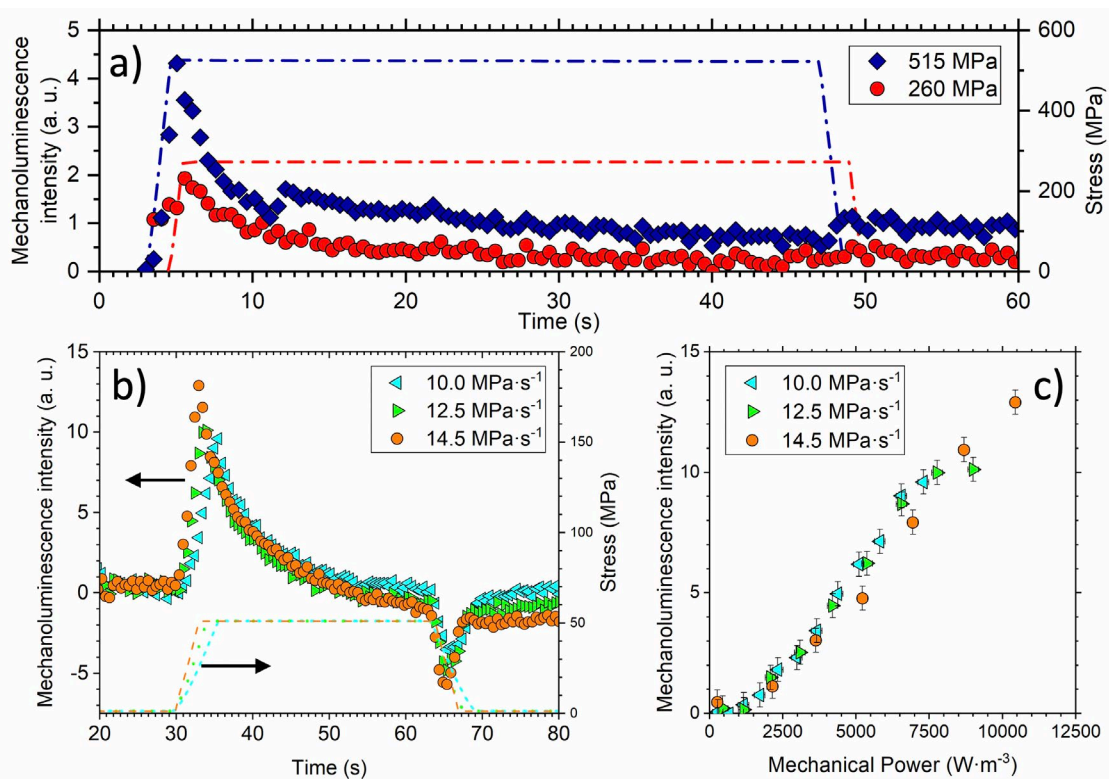 a)
Mechanoluminescence
intensity (a. u.)
5
4
3
2
1
0
515 MPa
260 MPa
600
400
200
0
Stress
(MPa)
0 10 20 30 40 50 60
Time (s)
b)
Mechanoluminescence intensity (a. u.)
15
10
5
0
-5
10.0 MPa·s⁻¹
12.5 MPa·s⁻¹
14.5 MPa·s⁻¹
200
150
100
50
0
Stress (MPa)
20 30 40 50 60 70 80
Time (s)
c)
Mechanoluminescence intensity (a. u.)
15
10
5
0
10.0 MPa·s⁻¹
12.5 MPa·s⁻¹
14.5 MPa·s⁻¹
0 2500 5000 7500 10000 12500
Mechanical Power (W·m⁻³)